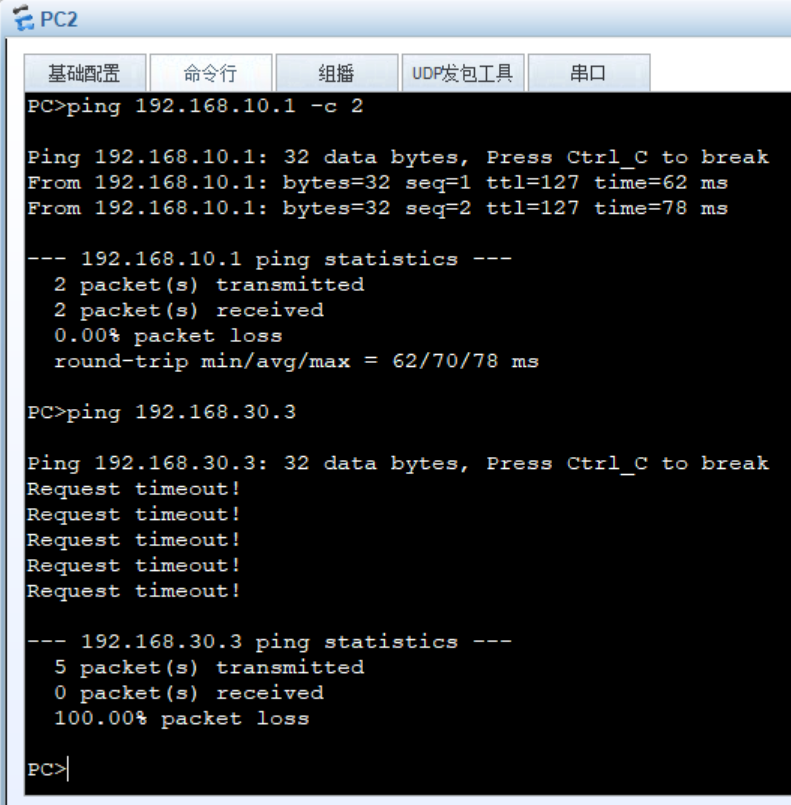 PC2
基础配置 命令行 组播 UDP发包工具 串口
PC>ping 192.168.10.1 -c 2
Ping 192.168.10.1: 32 data bytes, Press Ctrl_C to break
From 192.168.10.1: bytes=32 seq=1 ttl=127 time=62 ms
From 192.168.10.1: bytes=32 seq=2 ttl=127 time=78 ms
--- 192.168.10.1 ping statistics ---
2 packet(s) transmitted
2 packet(s) received
0.00% packet loss
round-trip min/avg/max = 62/70/78 ms
PC>ping 192.168.30.3
Ping 192.168.30.3: 32 data bytes, Press Ctrl_C to break
Request timeout!
Request timeout!
Request timeout!
Request timeout!
Request timeout!
--- 192.168.30.3 ping statistics ---
5 packet(s) transmitted
0 packet(s) received
100.00% packet loss
PC>